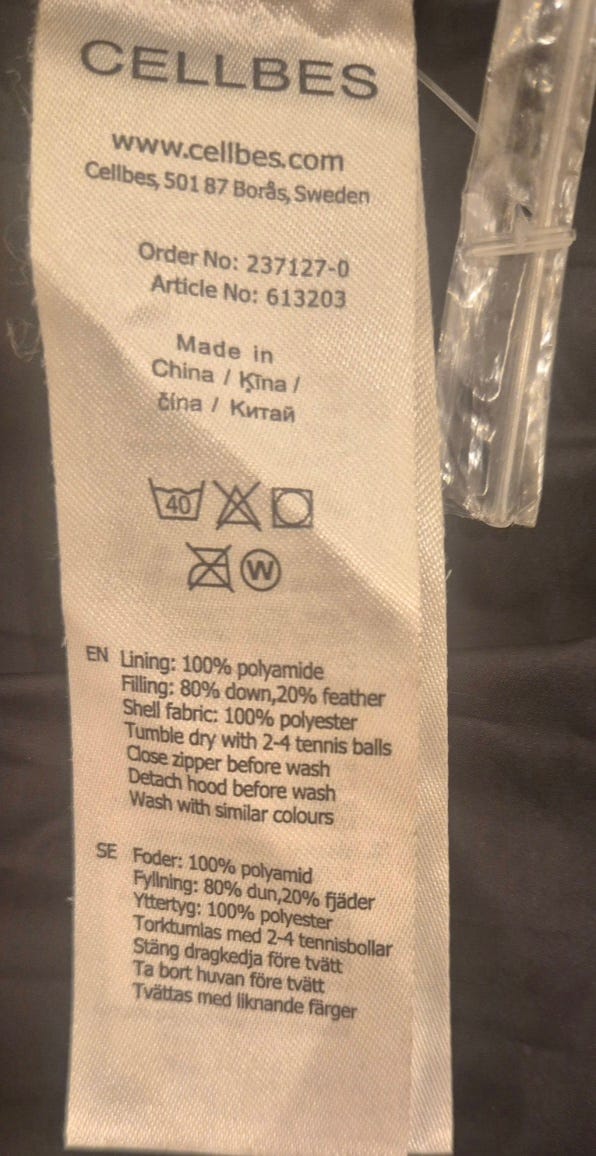 CELLBES
www.cellbes.com
Cellbes, 501 87 Borås, Sweden
Order No: 237127-0
Article No: 613203
Made in
China / Ķīna /
čína / Китай
40
W
EN Lining: 100% polyamide
Filling: 80% down,20% feather
Shell fabric: 100% polyester
Tumble dry with 2-4 tennis balls
Close zipper before wash
Detach hood before wash
Wash with similar colours
SE Foder: 100% polyamid
Fyllning: 80% dun,20% fjäder
Yttertyg: 100% polyester
Torktumlas med 2-4 tennisbollar
Stäng dragkedja före tvätt
Ta bort huvan före tvätt
Tvättas med liknande färger